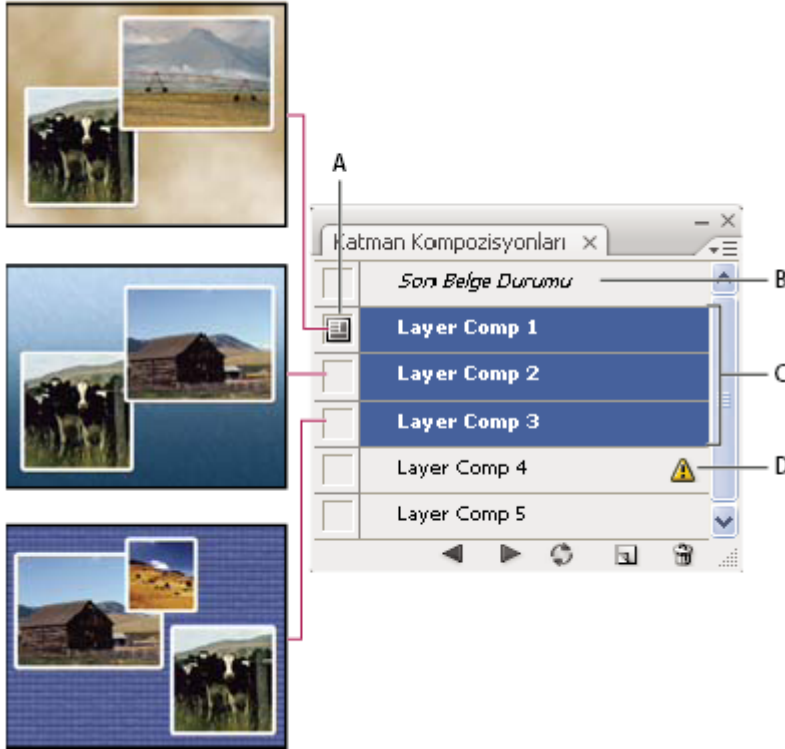 A
Katman Kompozisyonları
Son Belge Durumu
B
Layer Comp 1
Layer Comp 2
C
Layer Comp 3
Layer Comp 4
D
Layer Comp 5